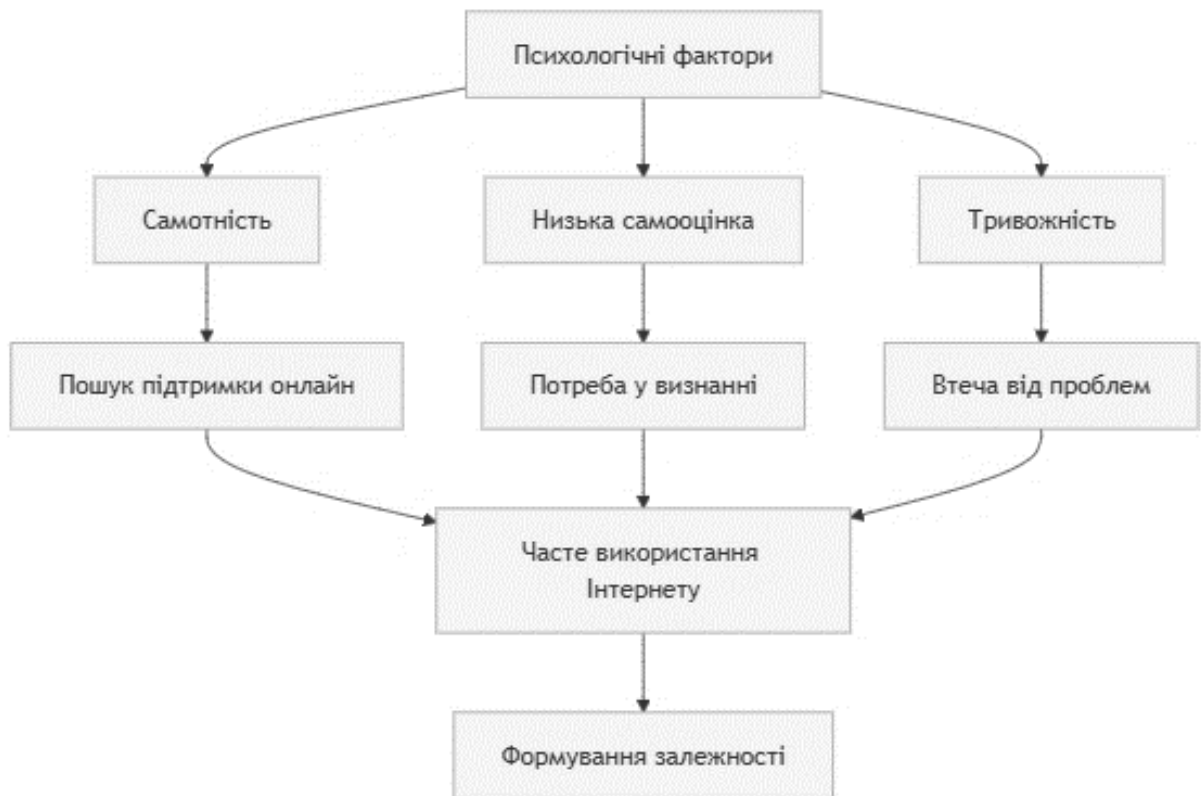 Психологічні фактори
Самотність
Низька самооцінка
Тривожність
Пошук підтримки онлайн
Потреба у визнанні
Втеча від проблем
Часте використання
Інтернету
Формування залежності